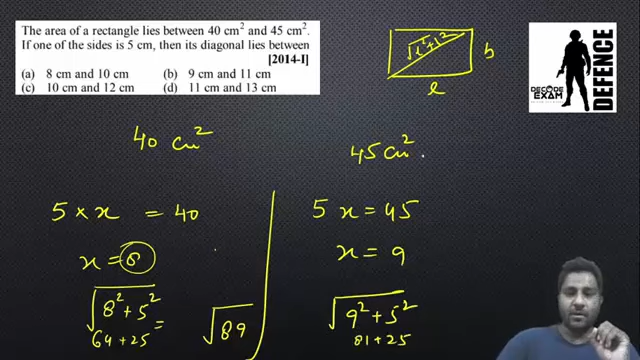 The area of a rectangle lies between 40 cm² and 45 cm².
If one of the sides is 5 cm, then its diagonal lies between
[2014-I]
(a) 8 cm and 10 cm (b) 9 cm and 11 cm
(c) 10 cm and 12 cm (d) 11 cm and 13 cm
√l²+b²
b
l
DECODE
EXAM
DEFENCE
40 cm²
45 cm²
5 × x = 40
5 x = 45
x = 8
x = 9
√8² + 5² =
64 + 25
√89
√9² + 5²
81 + 25